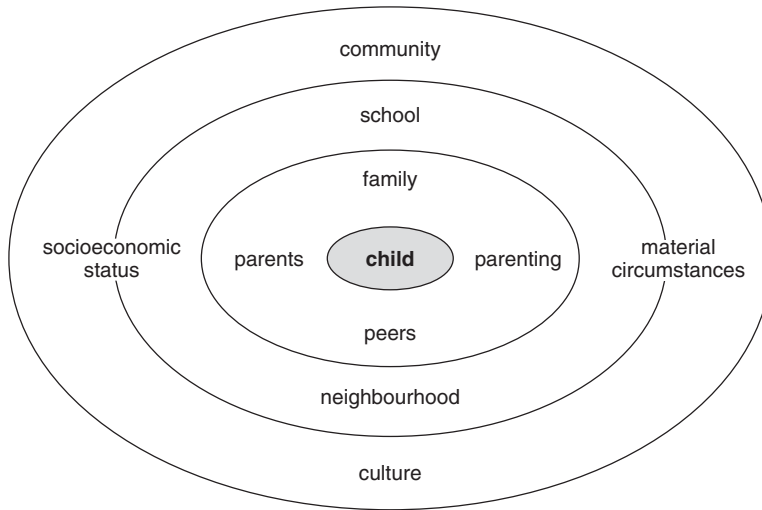 community
school
family
socioeconomic
status
parents
child
parenting
material
circumstances
peers
neighbourhood
culture